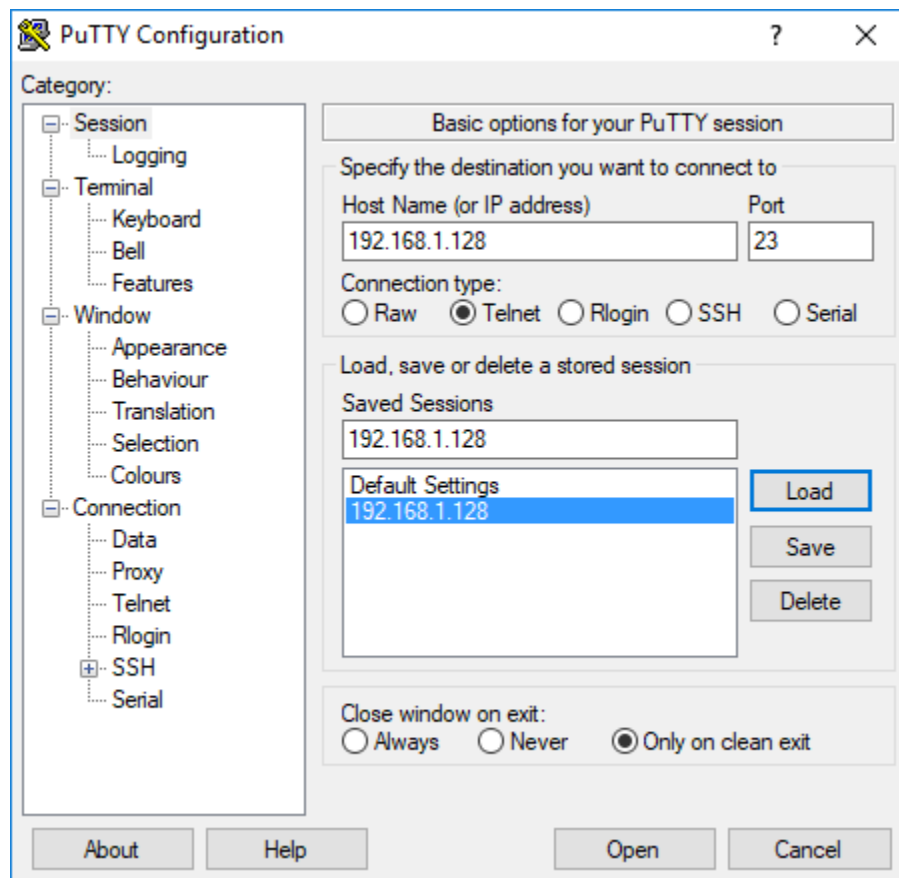 PuTTY Configuration ?
Category:
Session
Logging
Terminal
Keyboard
Bell
Features
Window
Appearance
Behaviour
Translation
Selection
Colours
Connection
Data
Proxy
Telnet
Rlogin
SSH
Serial
Basic options for your PuTTY session
Specify the destination you want to connect to
Host Name (or IP address) Port
192.168.1.128 23
Connection type:
Raw Telnet Rlogin SSH Serial
Load, save or delete a stored session
Saved Sessions
192.168.1.128
Default Settings
192.168.1.128
Load
Save
Delete
Close window on exit:
Always Never Only on clean exit
About Help Open Cancel